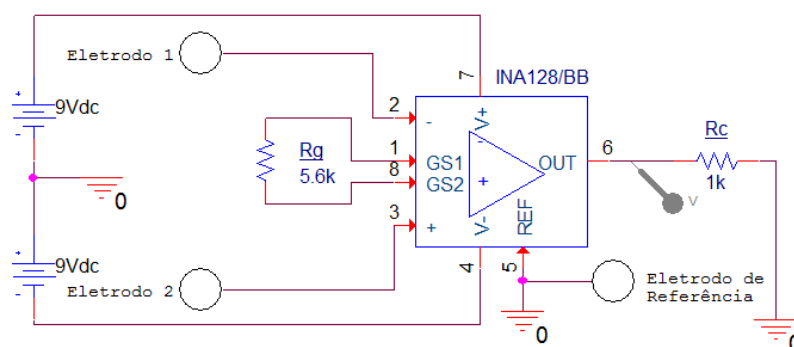 Eletrodo 1
INA128/BB
7
9Vdc
2
-
V+
Rg
5.6k
1
GS1
8
GS2
-
+
OUT
6
Rc
1k
V
0
3
+
V-
REF
9Vdc
Eletrodo 2
4
5
Eletrodo de
Referência
0
0